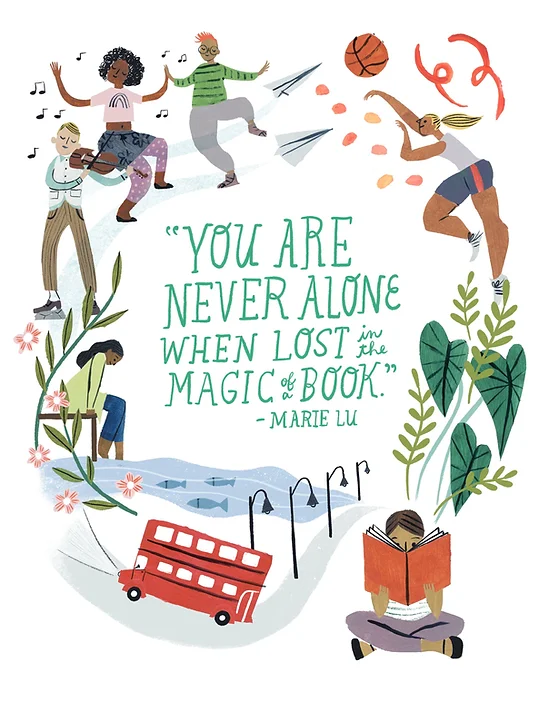 “YOU ARE
NEVER ALONE
WHEN LOST in the
MAGIC of a BOOK.”
- MARIE LU